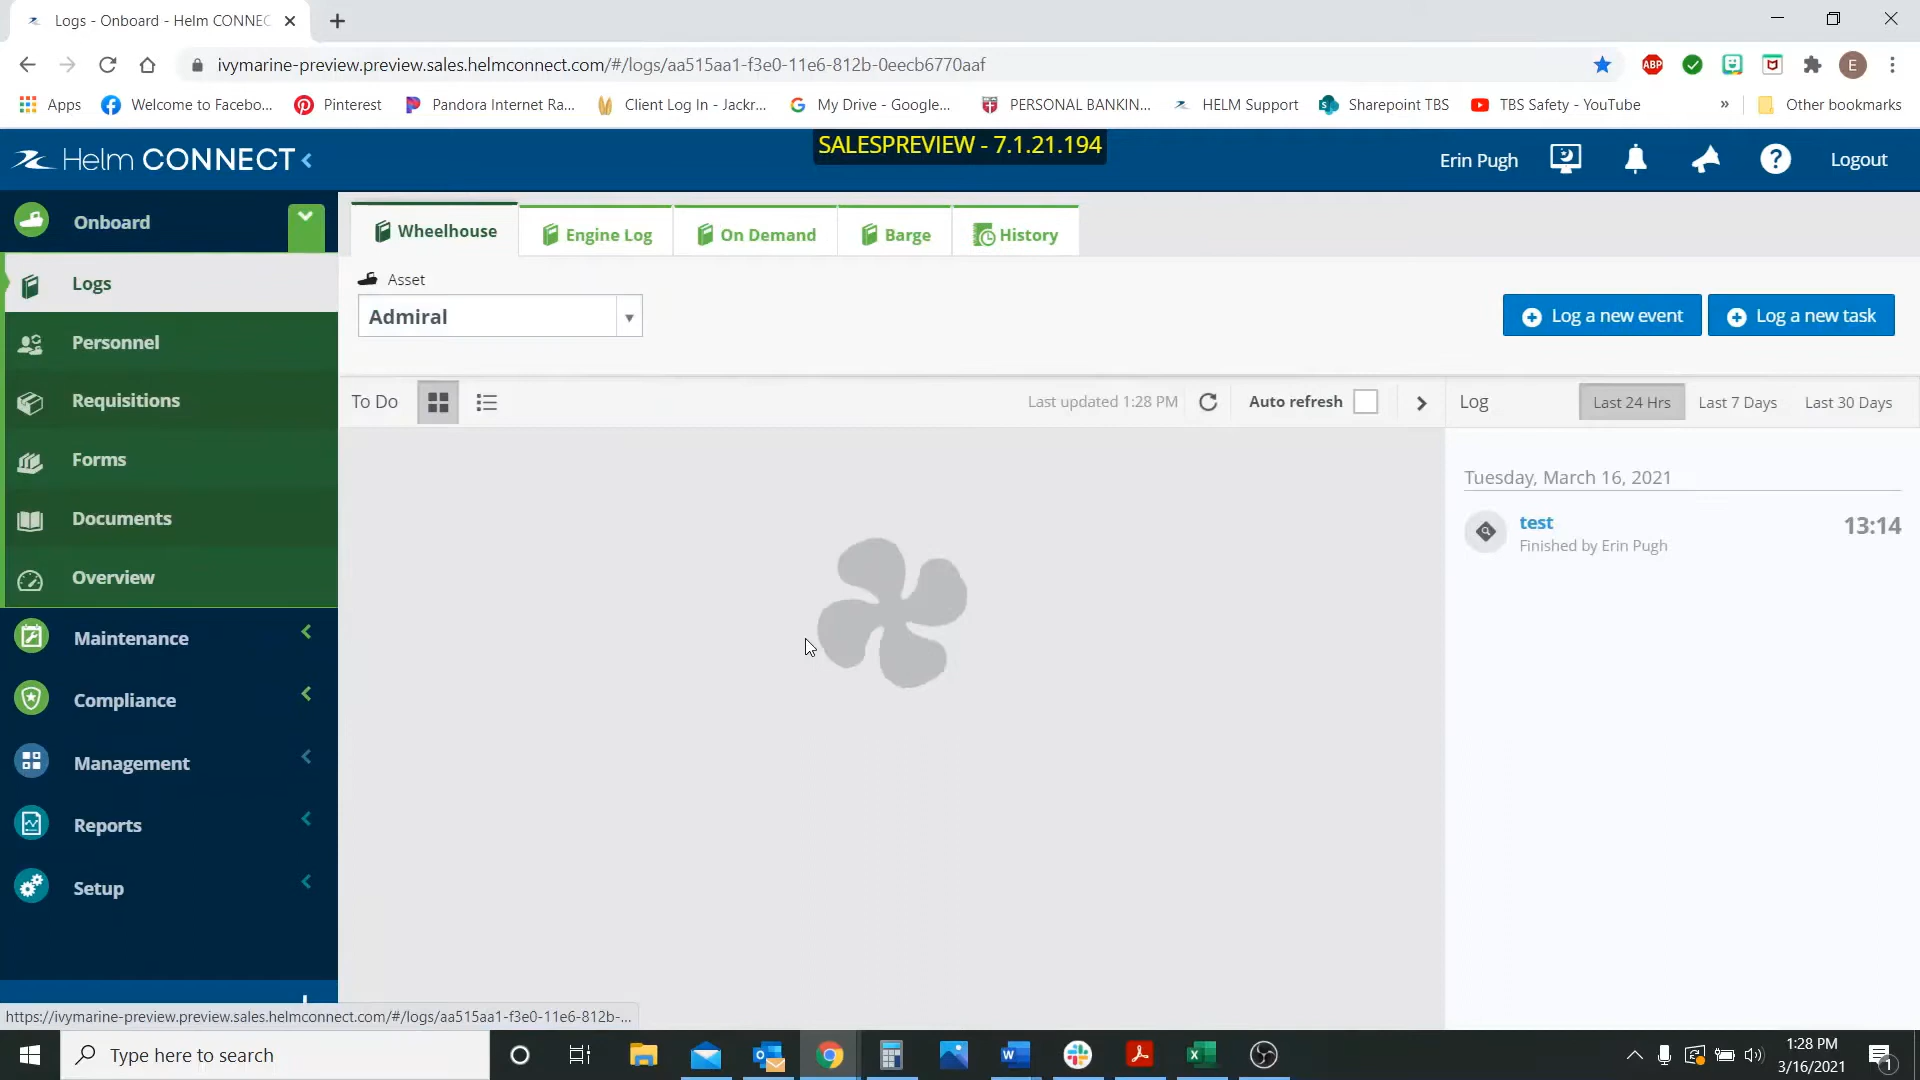 Logs - Onboard - Helm CONNEC
ivymarine-preview.preview.sales.helmconnect.com/#/logs/aa515aa1-f3e0-11e6-812b-0eecb6770aaf
ABP
E
Apps
Welcome to Facebo...
Pinterest
Pandora Internet Ra...
Client Log In - Jackr...
My Drive - Google...
PERSONAL BANKIN...
HELM Support
Sharepoint TBS
TBS Safety - YouTube
»
Other bookmarks
Helm CONNECT
SALESPREVIEW - 7.1.21.194
Erin Pugh
Logout
Onboard
Logs
Personnel
Requisitions
Forms
Documents
Overview
Maintenance
Compliance
Management
Reports
Setup
Wheelhouse
Engine Log
On Demand
Barge
History
Asset
Admiral
Log a new event
Log a new task
To Do
Last updated 1:28 PM
Auto refresh
Log
Last 24 Hrs
Last 7 Days
Last 30 Days
Tuesday, March 16, 2021
test
13:14
Finished by Erin Pugh
https://ivymarine-preview.preview.sales.helmconnect.com/#/logs/aa515aa1-f3e0-11e6-812b-...
Type here to search
1:28 PM
3/16/2021
1